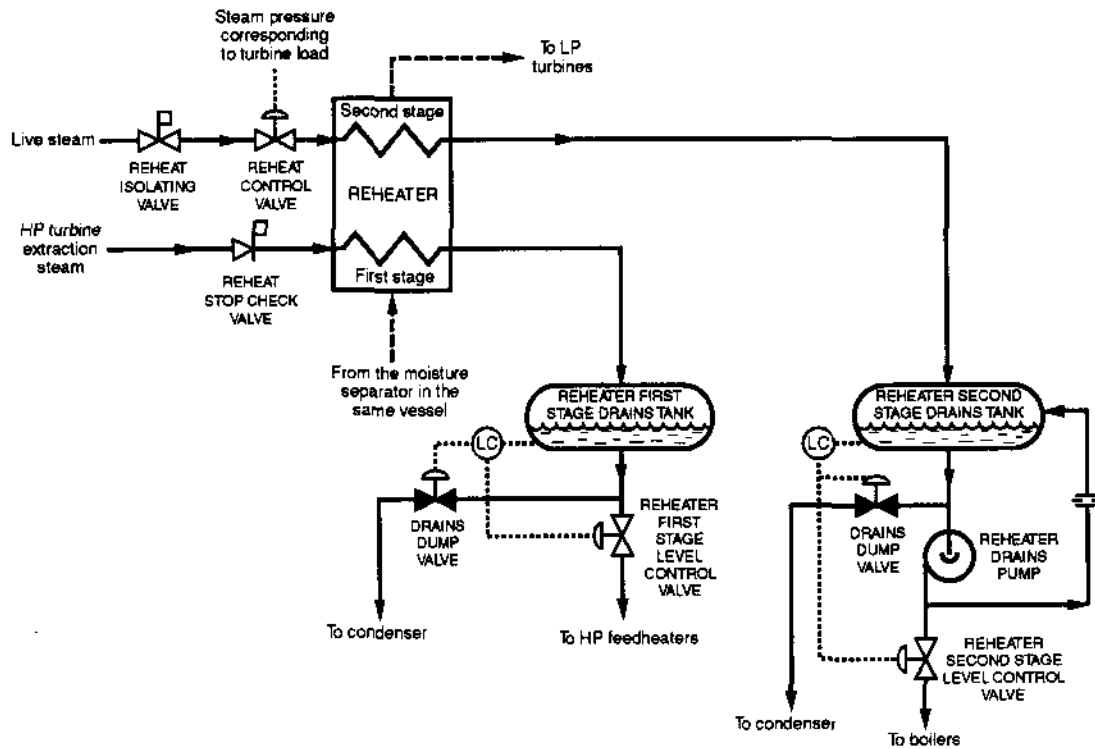 Steam pressure
corresponding
to turbine load
To LP
turbines
Second stage
Live steam
REHEAT
ISOLATING
VALVE
REHEAT
CONTROL
VALVE
REHEATER
HP turbine
extraction
steam
First stage
REHEAT
STOP CHECK
VALVE
From the moisture
separator in the
same vessel
REHEATER FIRST
STAGE DRAINS TANK
REHEATER SECOND
STAGE DRAINS TANK
LC
LC
DRAINS
DUMP
VALVE
REHEATER
FIRST
STAGE
LEVEL
CONTROL
VALVE
DRAINS
DUMP
VALVE
REHEATER
DRAINS
PUMP
To condenser
To HP feedheaters
REHEATER
SECOND STAGE
LEVEL CONTROL
VALVE
To condenser
To boilers